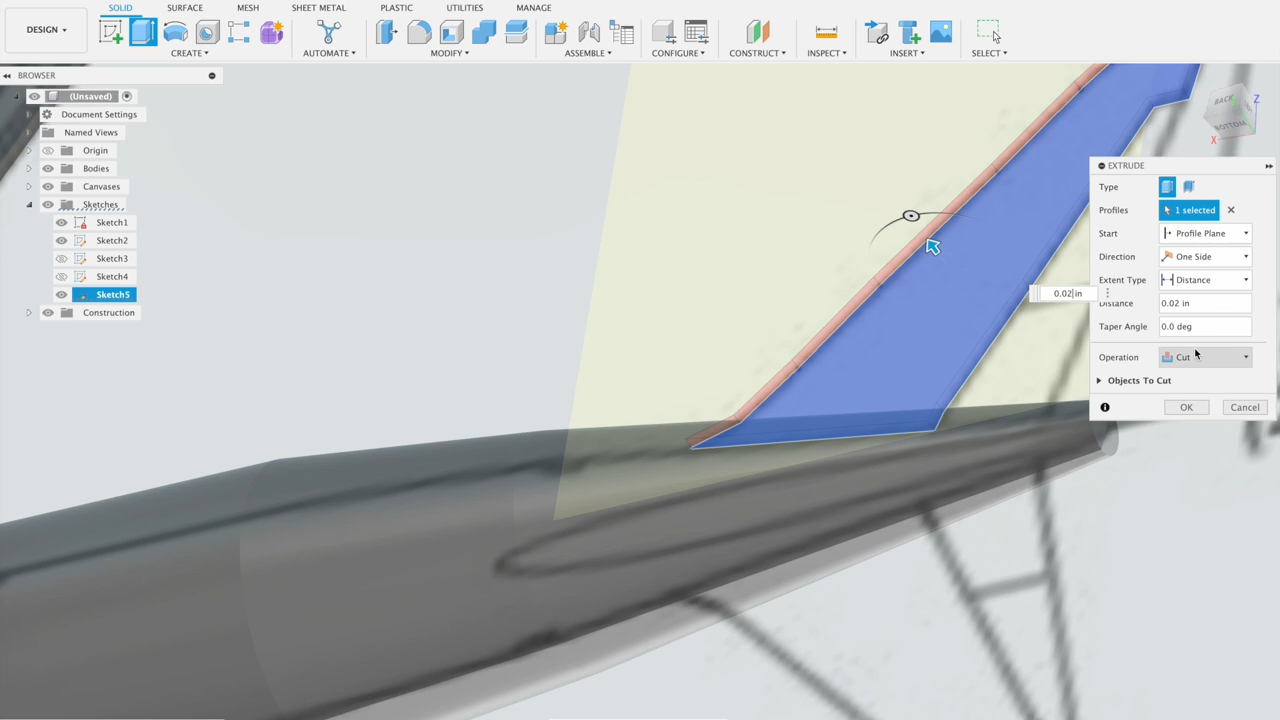 SOLID SURFACE MESH SHEET METAL PLASTIC UTILITIES MANAGE
DESIGN
CREATE AUTOMATE MODIFY ASSEMBLE CONFIGURE CONSTRUCT INSPECT INSERT SELECT
BROWSER
(Unsaved)
Document Settings
Named Views
Origin
Bodies
Canvases
Sketches
Sketch1
Sketch2
Sketch3
Sketch4
Sketch5
Construction
BACK
BOTTOM
Z
X
EXTRUDE
Type
Profiles 1 selected
Start Profile Plane
Direction One Side
Extent Type Distance
0.02 in
Distance 0.02 in
Taper Angle 0.0 deg
Operation Cut
Objects To Cut
OK Cancel